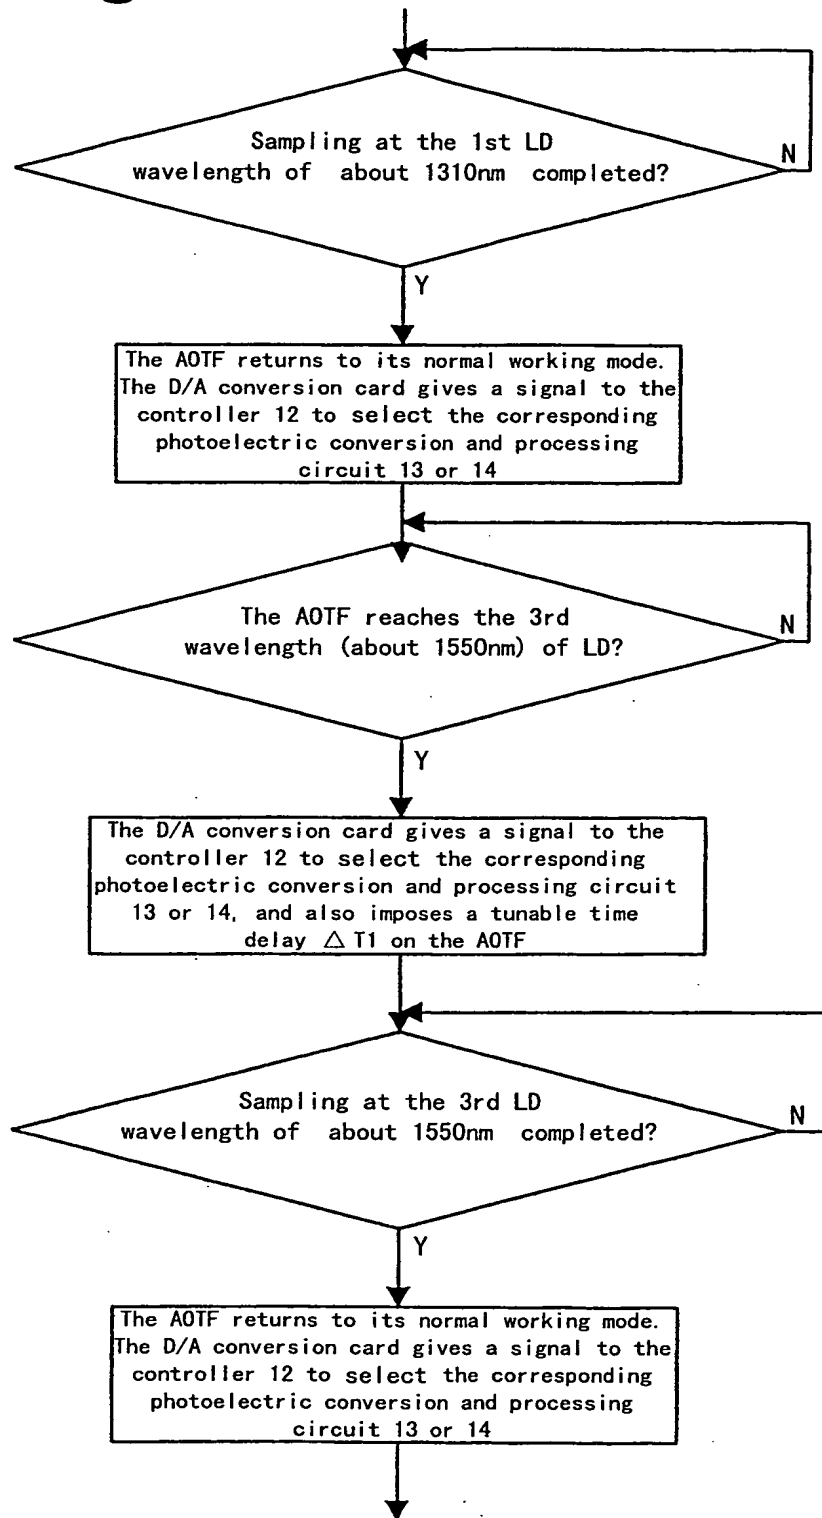 Sampling at the 1st LD
wavelength of about 1310nm completed?
N
Y
The AOTF returns to its normal working mode.
The D/A conversion card gives a signal to the
controller 12 to select the corresponding
photoelectric conversion and processing
circuit 13 or 14
The AOTF reaches the 3rd
wavelength (about 1550nm) of LD?
N
Y
The D/A conversion card gives a signal to the
controller 12 to select the corresponding
photoelectric conversion and processing circuit
13 or 14, and also imposes a tunable time
delay △ T1 on the AOTF
Sampling at the 3rd LD
wavelength of about 1550nm completed?
N
Y
The AOTF returns to its normal working mode.
The D/A conversion card gives a signal to the
controller 12 to select the corresponding
photoelectric conversion and processing
circuit 13 or 14